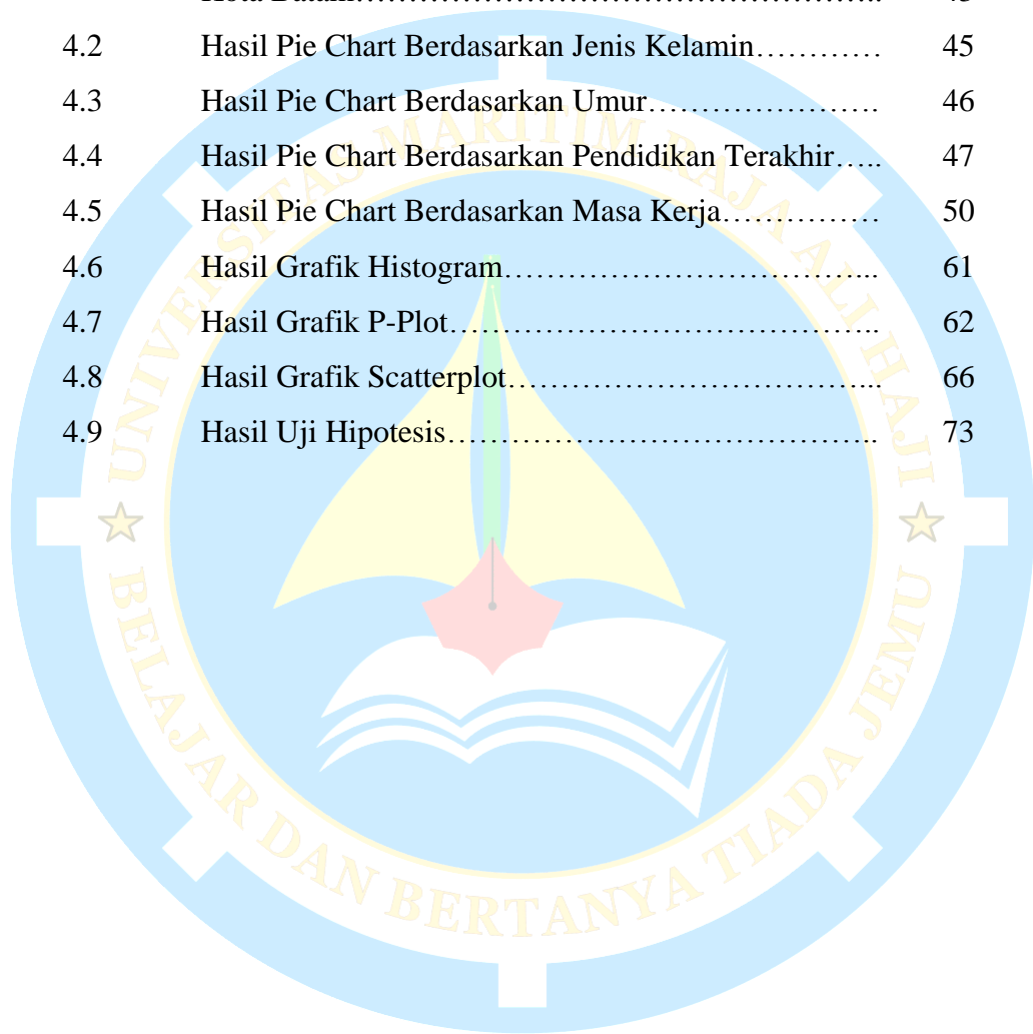 Kota Batam……………………………………………….. 43
4.2 Hasil Pie Chart Berdasarkan Jenis Kelamin………… 45
4.3 Hasil Pie Chart Berdasarkan Umur………………….. 46
4.4 Hasil Pie Chart Berdasarkan Pendidikan Terakhir….. 47
4.5 Hasil Pie Chart Berdasarkan Masa Kerja…………… 50
4.6 Hasil Grafik Histogram……………………………... 61
4.7 Hasil Grafik P-Plot………………………………….. 62
4.8 Hasil Grafik Scatterplot……………………………... 66
4.9 Hasil Uji Hipotesis………………………………….. 73
UNIVERSITAS MARITIM RAJA ALI HAJI
BELAJAR DAN BERTANYA TIADA JEMU